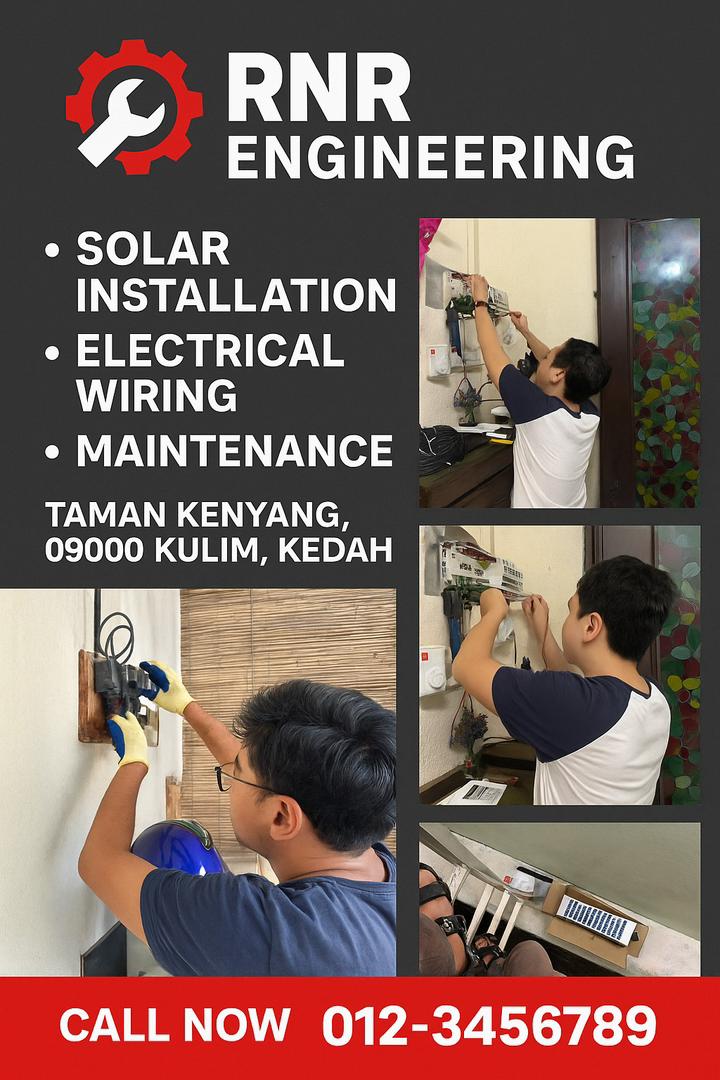 RNR
ENGINEERING
• SOLAR
INSTALLATION
• ELECTRICAL
WIRING
• MAINTENANCE
TAMAN KENYANG,
09000 KULIM, KEDAH
CALL NOW 012-3456789